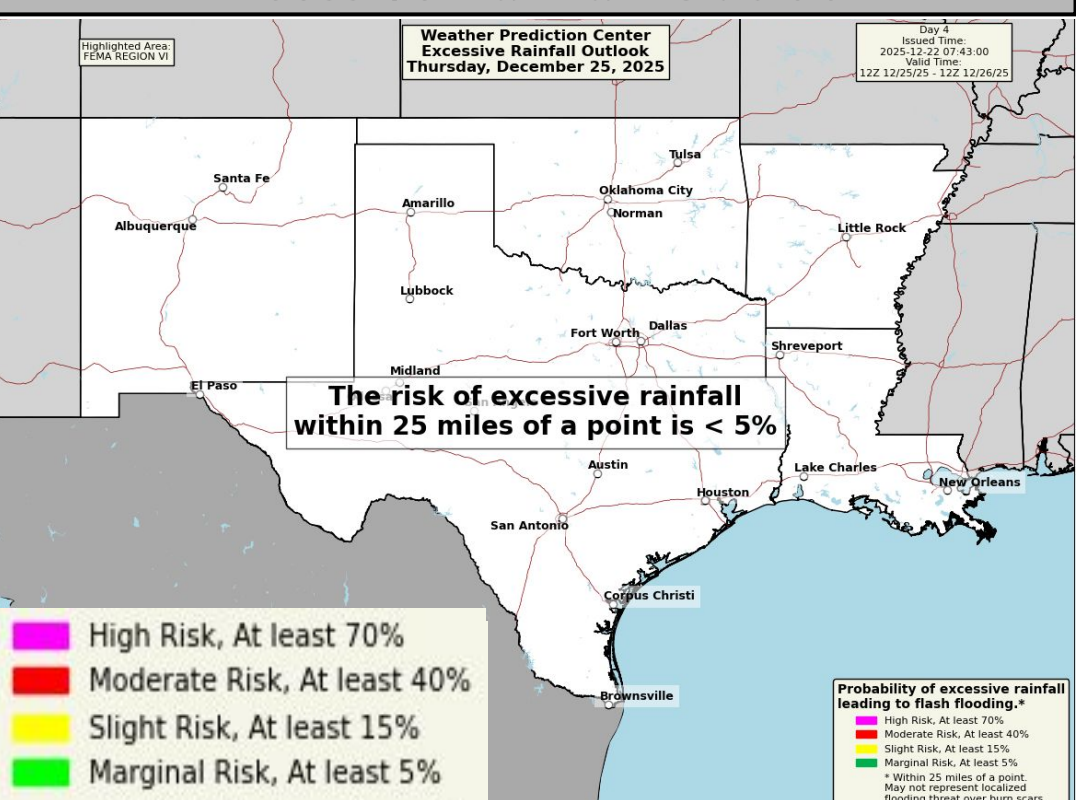 Highlighted Area:
FEMA REGION VI
Weather Prediction Center
Excessive Rainfall Outlook
Thursday, December 25, 2025
Day 4
Issued Time:
2025-12-22 07:43:00
Valid Time:
12Z 12/25/25 - 12Z 12/26/25
Tulsa
Santa Fe
Oklahoma City
Amarillo
Norman
Albuquerque
Little Rock
Lubbock
Dallas
Fort Worth
Shreveport
Midland
El Paso
The risk of excessive rainfall
within 25 miles of a point is < 5%
Austin
Lake Charles
New Orleans
Houston
San Antonio
Corpus Christi
Brownsville
High Risk, At least 70%
Moderate Risk, At least 40%
Slight Risk, At least 15%
Marginal Risk, At least 5%
Probability of excessive rainfall
leading to flash flooding.*
High Risk, At least 70%
Moderate Risk, At least 40%
Slight Risk, At least 15%
Marginal Risk, At least 5%
* Within 25 miles of a point.
May not represent localized
flooding threat over burn scars